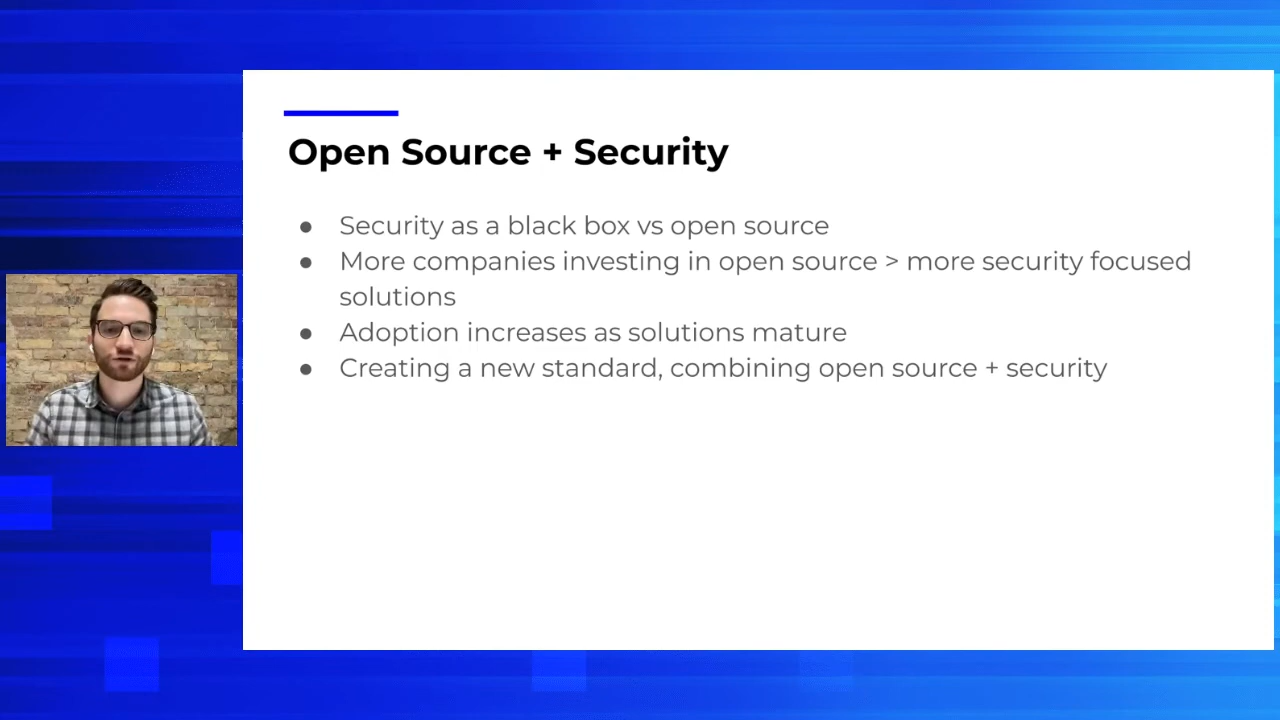 Open Source + Security
● Security as a black box vs open source
● More companies investing in open source > more security focused
solutions
● Adoption increases as solutions mature
● Creating a new standard, combining open source + security